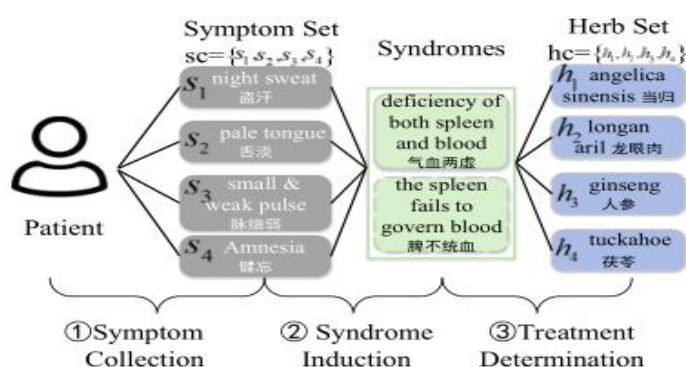 Symptom Set
sc={s₁,s₂,s₃,s₄}
s₁ night sweat
盗汗
s₂ pale tongue
舌淡
s₃ small &
weak pulse
脉细弱
s₄ Amnesia
健忘
Patient
Syndromes
deficiency of
both spleen
and blood
气血两虚
the spleen
fails to
govern blood
脾不统血
Herb Set
hc={h₁,h₂,h₃,h₄}
h₁ angelica
sinensis 当归
h₂ longan
aril 龙眼肉
h₃ ginseng
人参
h₄ tuckahoe
茯苓
①Symptom
Collection
② Syndrome
Induction
③Treatment
Determination